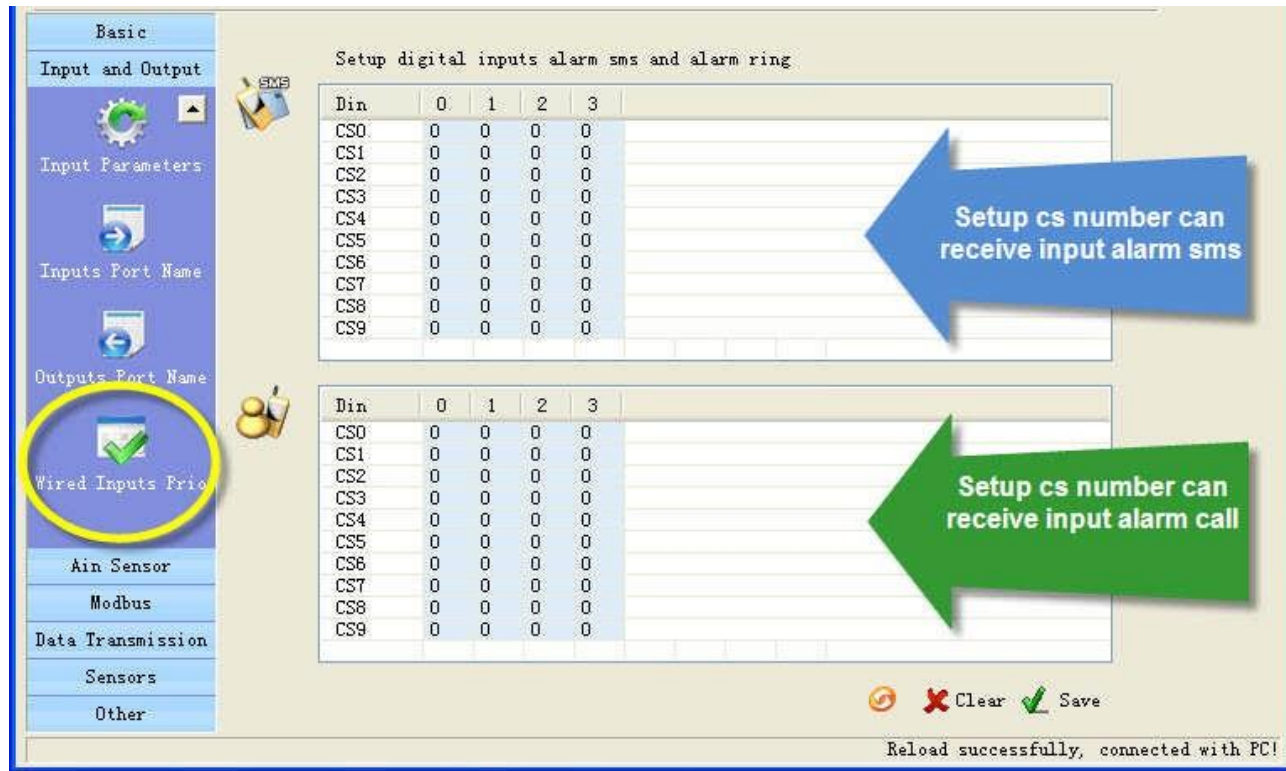 Basic
Input and Output
Input Parameters
Inputs Port Name
Outputs Port Name
Wired Inputs Prio
Ain Sensor
Modbus
Data Transmission
Sensors
Other
Setup digital inputs alarm sms and alarm ring
SMS
Din 0 1 2 3
CS0 0 0 0 0
CS1 0 0 0 0
CS2 0 0 0 0
CS3 0 0 0 0
CS4 0 0 0 0
CS5 0 0 0 0
CS6 0 0 0 0
CS7 0 0 0 0
CS8 0 0 0 0
CS9 0 0 0 0
Setup cs number can
receive input alarm sms
Din 0 1 2 3
CS0 0 0 0 0
CS1 0 0 0 0
CS2 0 0 0 0
CS3 0 0 0 0
CS4 0 0 0 0
CS5 0 0 0 0
CS6 0 0 0 0
CS7 0 0 0 0
CS8 0 0 0 0
CS9 0 0 0 0
Setup cs number can
receive input alarm call
Clear Save
Reload successfully, connected with PC!